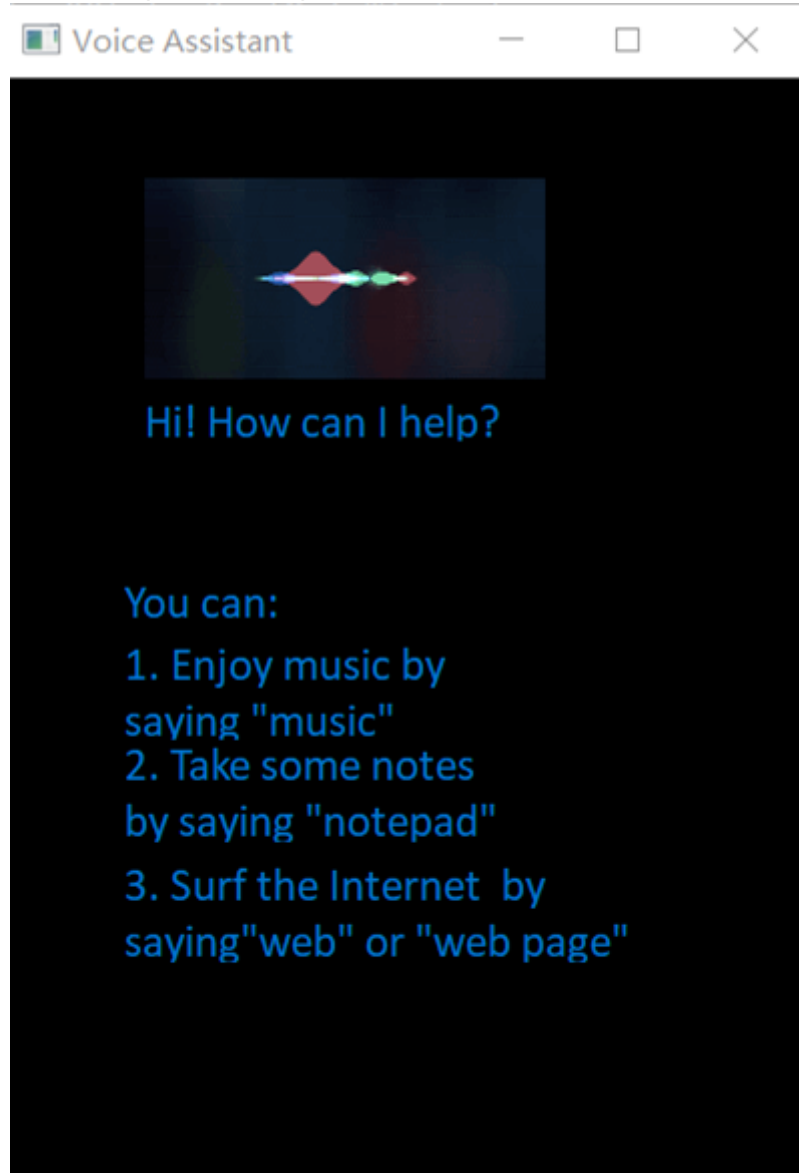 Voice Assistant
Hi! How can I help?
You can:
1. Enjoy music by
saying "music"
2. Take some notes
by saying "notepad"
3. Surf the Internet  by
saying"web" or "web page"